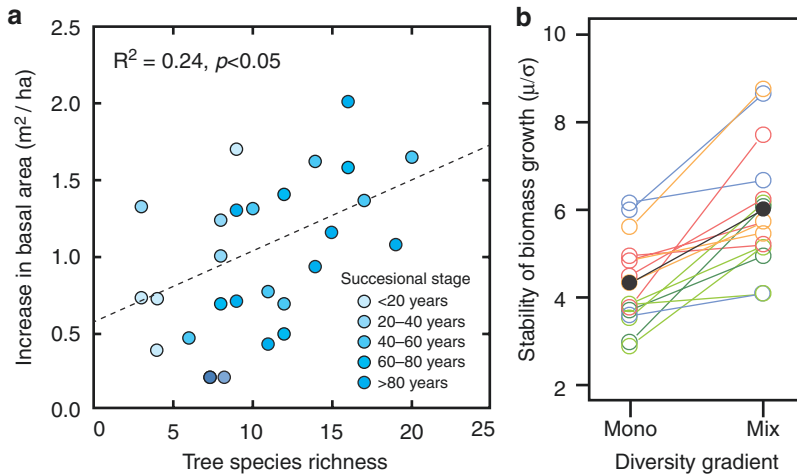 a
R² = 0.24, p<0.05
Increase in basal area (m² / ha)
2.5
2.0
1.5
1.0
0.5
0.0
Succesional stage
<20 years
20–40 years
40–60 years
60–80 years
>80 years
0 5 10 15 20 25
Tree species richness
b
Stability of biomass growth (μ/σ)
10
8
6
4
2
Mono Mix
Diversity gradient